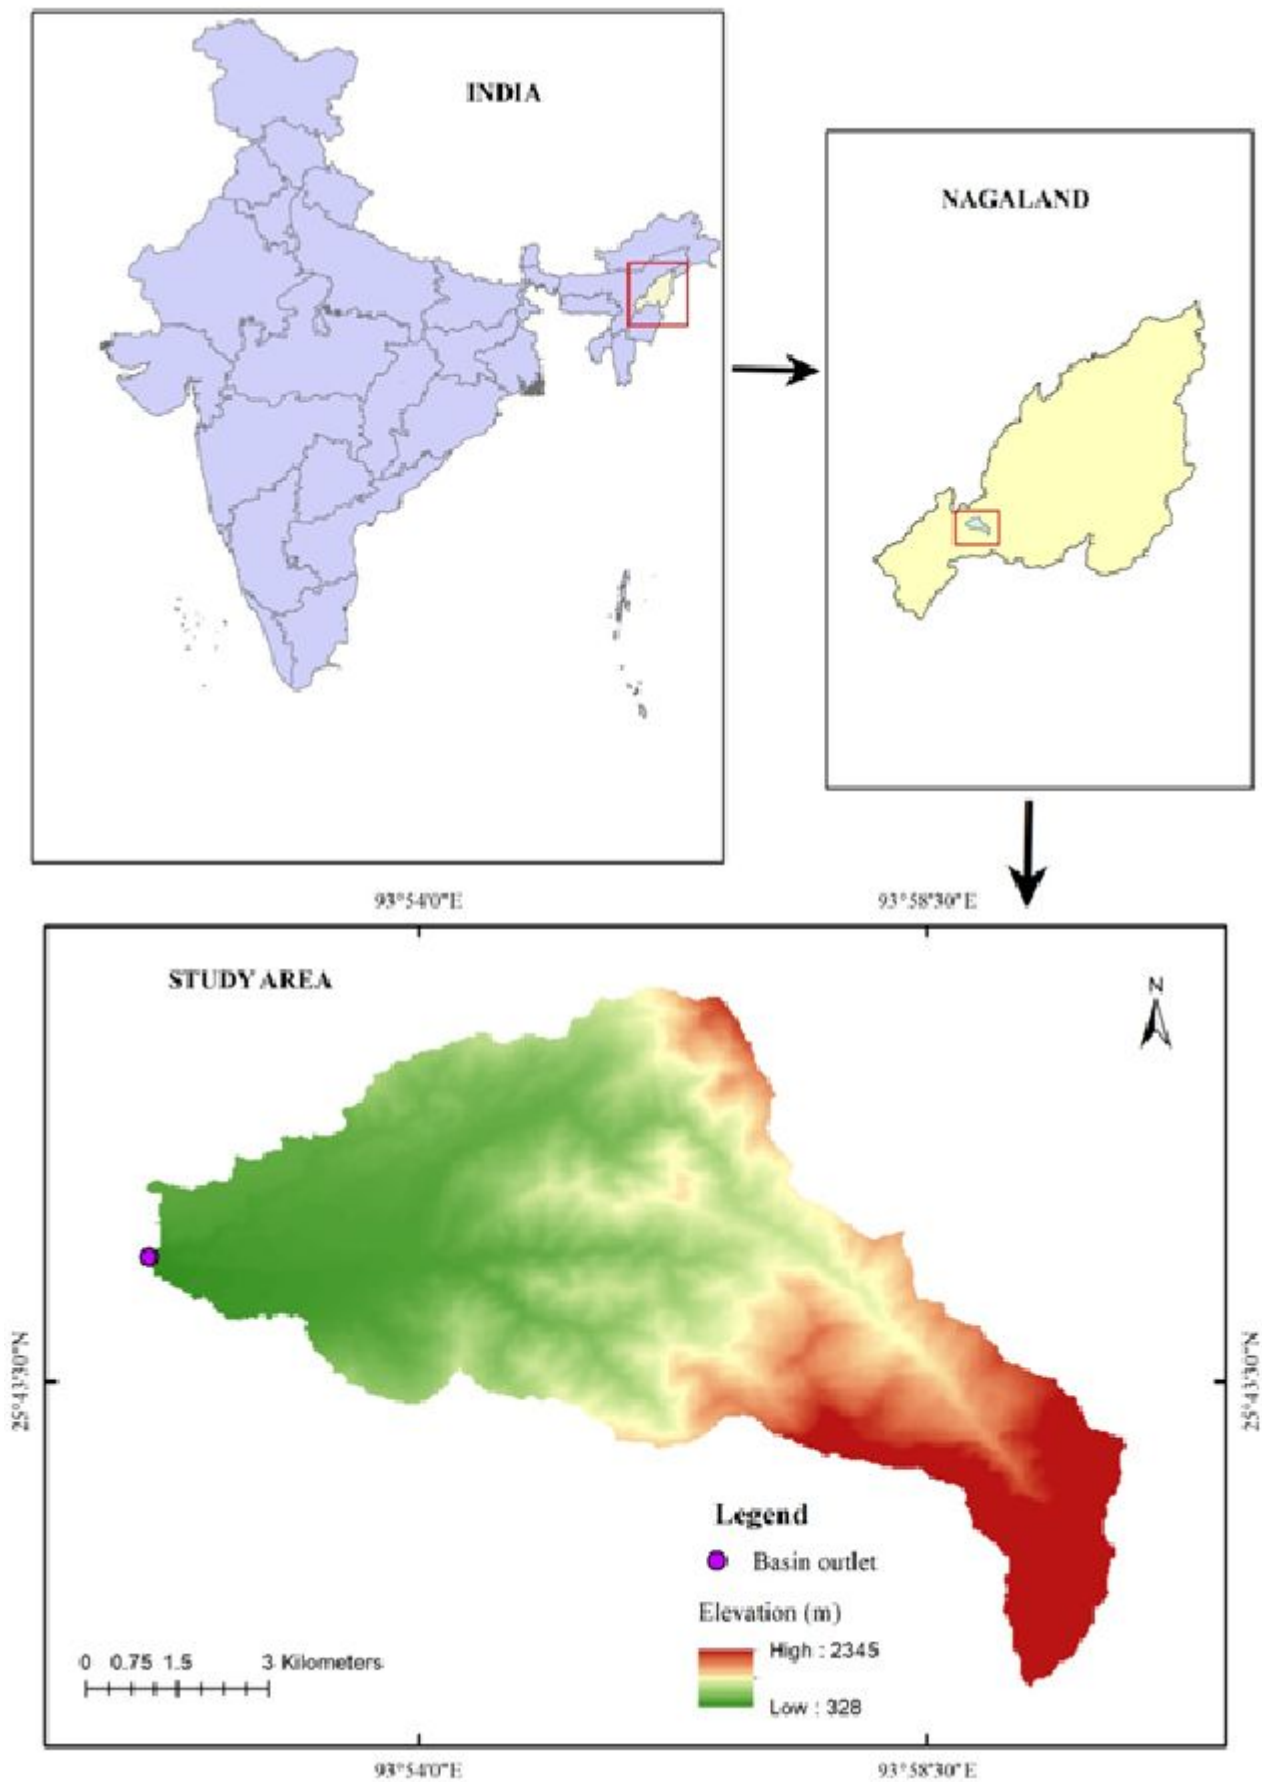 INDIA
NAGALAND
93°54'0"E
93°58'30"E
STUDY AREA
N
25°43'30"N
25°43'30"N
Legend
Basin outlet
Elevation (m)
High : 2345
Low : 328
0 0.75 1.5 3 Kilometers
93°54'0"E
93°58'30"E